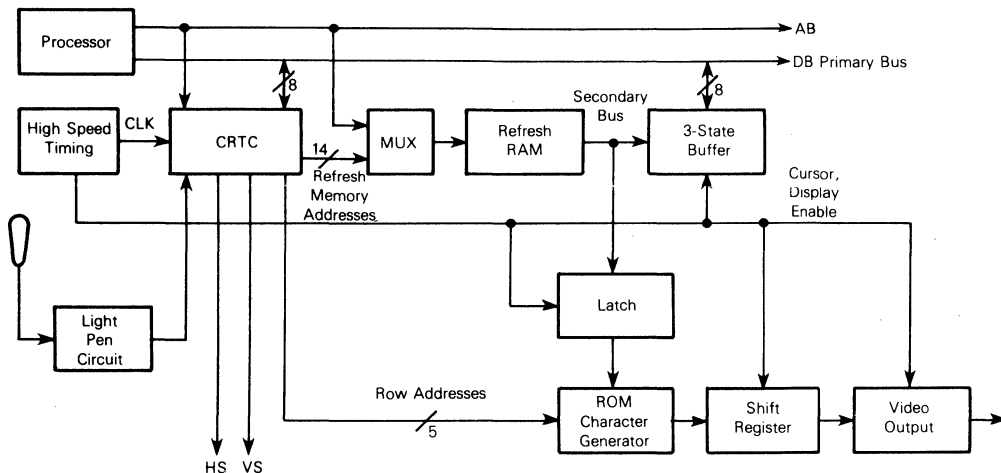 Processor
AB
DB Primary Bus
8
8
High Speed
Timing
CLK
CRTC
14
Refresh
Memory
Addresses
MUX
Refresh
RAM
Secondary
Bus
3-State
Buffer
Cursor,
Display
Enable
Light
Pen
Circuit
Latch
Row Addresses
5
ROM
Character
Generator
Shift
Register
Video
Output
HS
VS